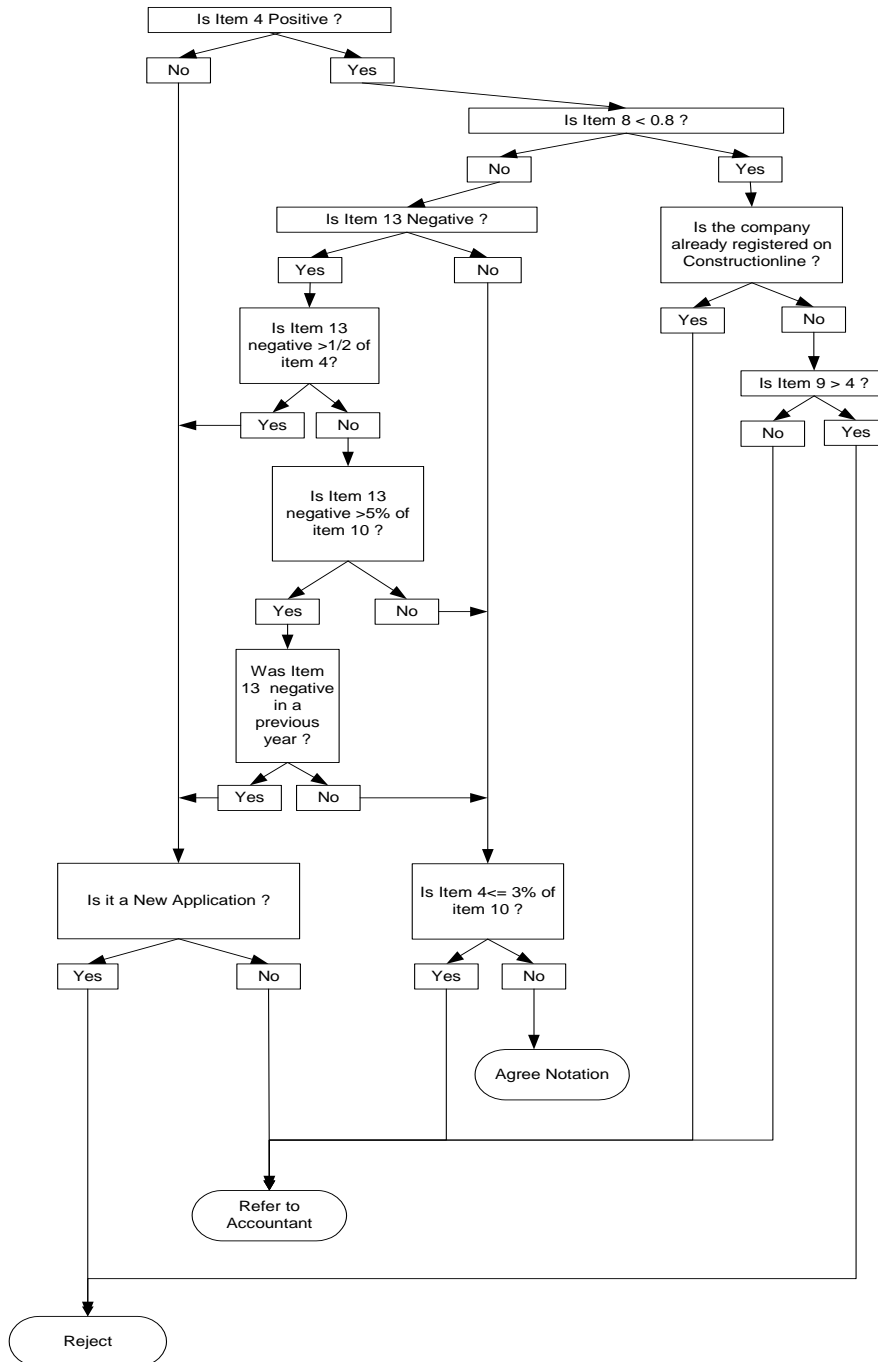 Is Item 4 Positive ?
No
Yes
Is Item 8 < 0.8 ?
No
Yes
Is Item 13 Negative ?
Is the company
already registered on
Constructionline ?
Yes
No
Yes
No
Is Item 13
negative >1/2 of
item 4?
Is Item 9 > 4 ?
Yes
No
No
Yes
Is Item 13
negative >5% of
item 10 ?
Yes
No
Was Item
13 negative
in a
previous
year ?
Yes
No
Is it a New Application ?
Is Item 4<= 3% of
item 10 ?
Yes
No
Yes
No
Agree Notation
Refer to
Accountant
Reject